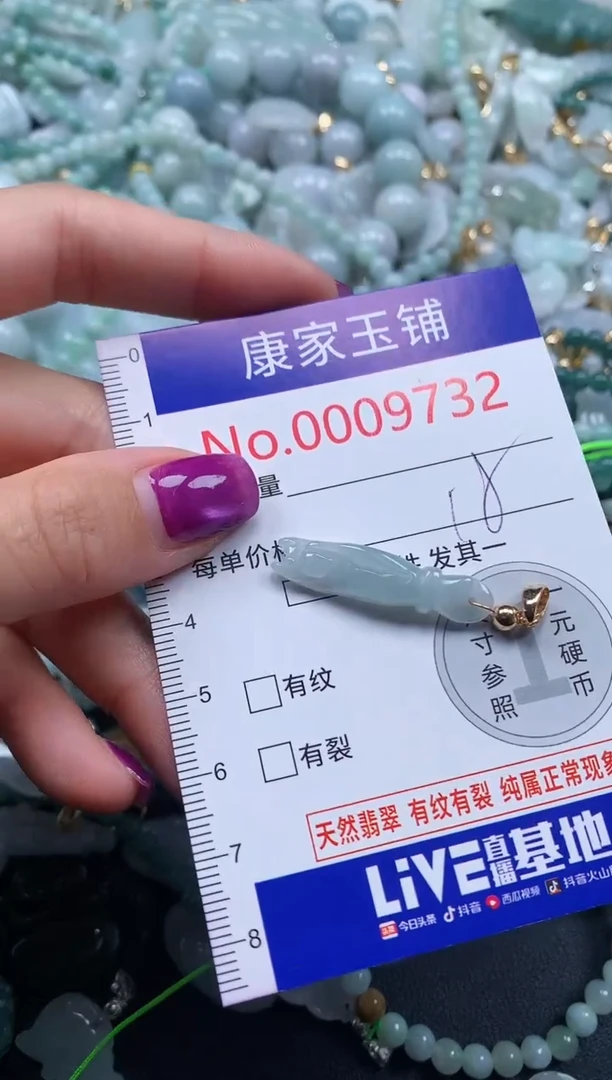 康家玉铺
No.0009732
量
18
每单价格 件发其一
寸参照
元硬币
1
有纹
有裂
天然翡翠 有纹有裂 纯属正常现象
LiVE直播基地
今日头条 抖音 西瓜视频 抖音火山
0
1
4
5
6
7
8